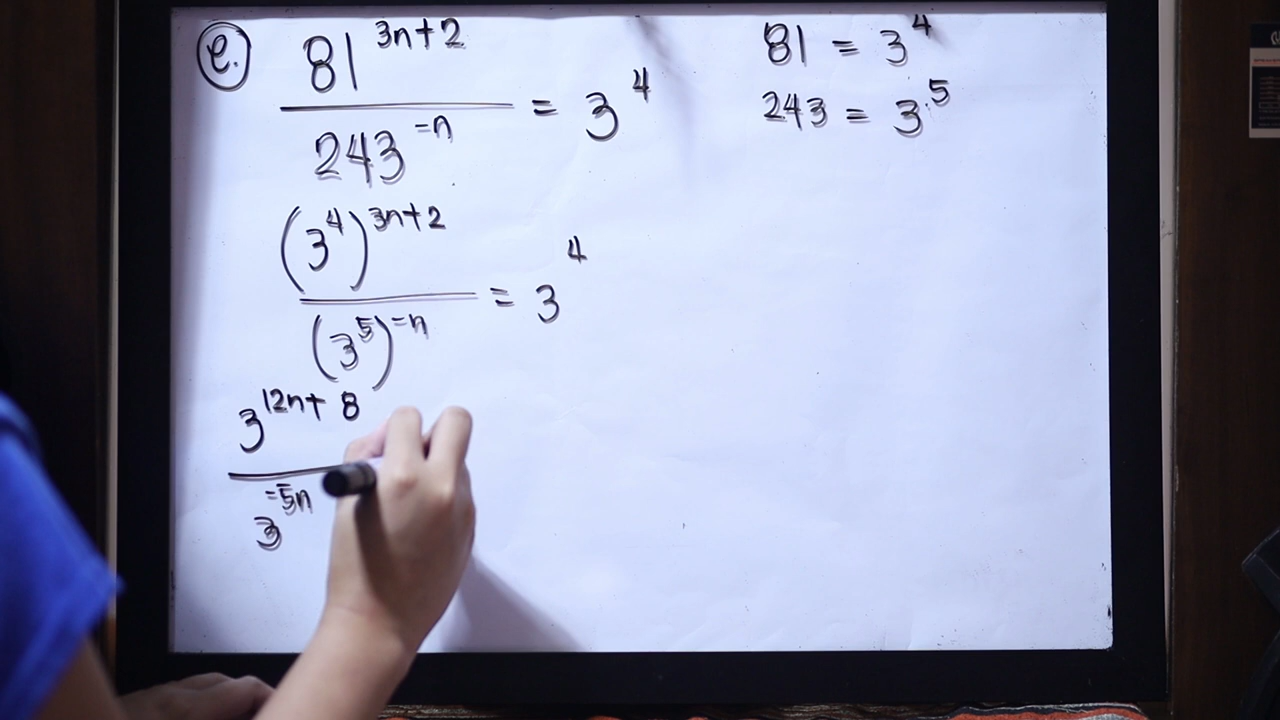 e. 81^(3n+2) / 243^(-n) = 3^4
(3^4)^(3n+2) / (3^5)^(-n) = 3^4
3^(12n+8) / 3^(-5n)
81 = 3^4
243 = 3^5